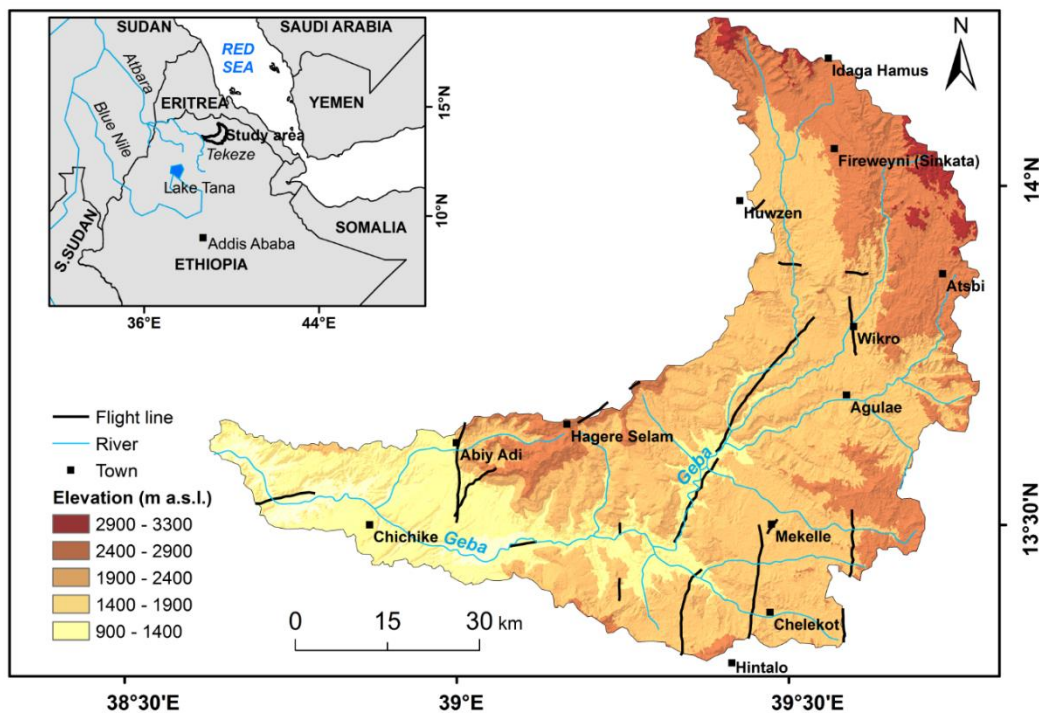 SUDAN
SAUDI ARABIA
RED
SEA
Atbara
ERITREA
YEMEN
15°N
Blue Nile
Study area
Tekeze
Lake Tana
10°N
S.SUDAN
Addis Ababa
SOMALIA
ETHIOPIA
36°E
44°E
N
Idaga Hamus
Fireweyni (Sinkata)
14°N
Huwzen
Atsbi
Wikro
Agulae
Hagere Selam
Abiy Adi
Geba
Mekelle
13°30'N
Chichike
Geba
Chelekot
Hintalo
Flight line
River
Town
Elevation (m a.s.l.)
2900 - 3300
2400 - 2900
1900 - 2400
1400 - 1900
900 - 1400
0 15 30 km
38°30'E
39°E
39°30'E